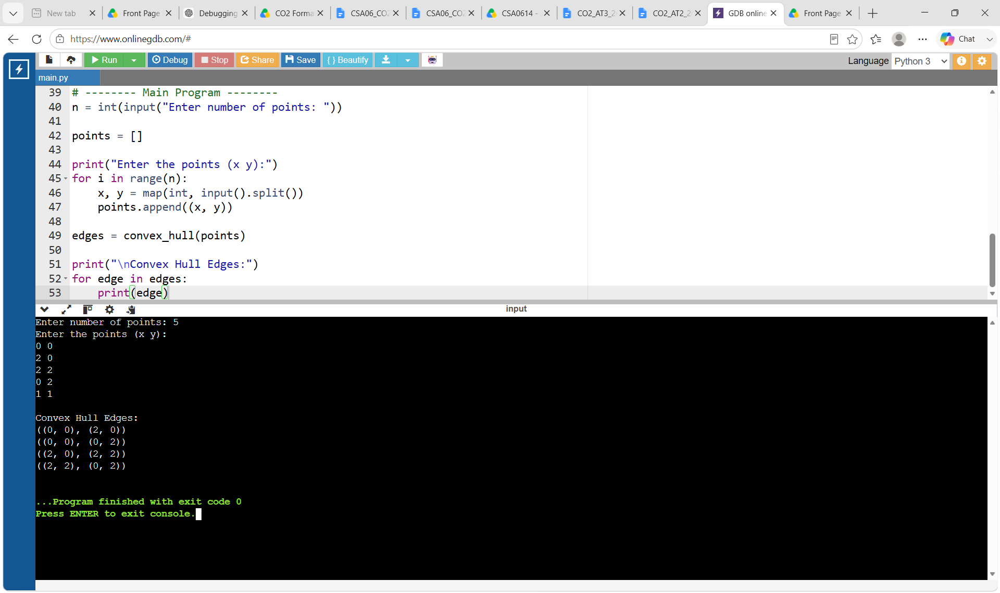 New tab
Front Page
Debugging
CO2 Forma
CSA06_CO2
CSA06_CO2
CSA0614 -
CO2_AT3_2
CO2_AT2_2
GDB online
Front Page
https://www.onlinegdb.com/#
Chat
Run
Debug
Stop
Share
Save
{ } Beautify
Language Python 3
main.py
39 # -------- Main Program --------
40 n = int(input("Enter number of points: "))
41
42 points = []
43
44 print("Enter the points (x y):")
45 for i in range(n):
46     x, y = map(int, input().split())
47     points.append((x, y))
48
49 edges = convex_hull(points)
50
51 print("\nConvex Hull Edges:")
52 for edge in edges:
53     print(edge)
input
Enter number of points: 5
Enter the points (x y):
0 0
2 0
2 2
0 2
1 1
Convex Hull Edges:
((0, 0), (2, 0))
((0, 0), (0, 2))
((2, 0), (2, 2))
((2, 2), (0, 2))
...Program finished with exit code 0
Press ENTER to exit console.